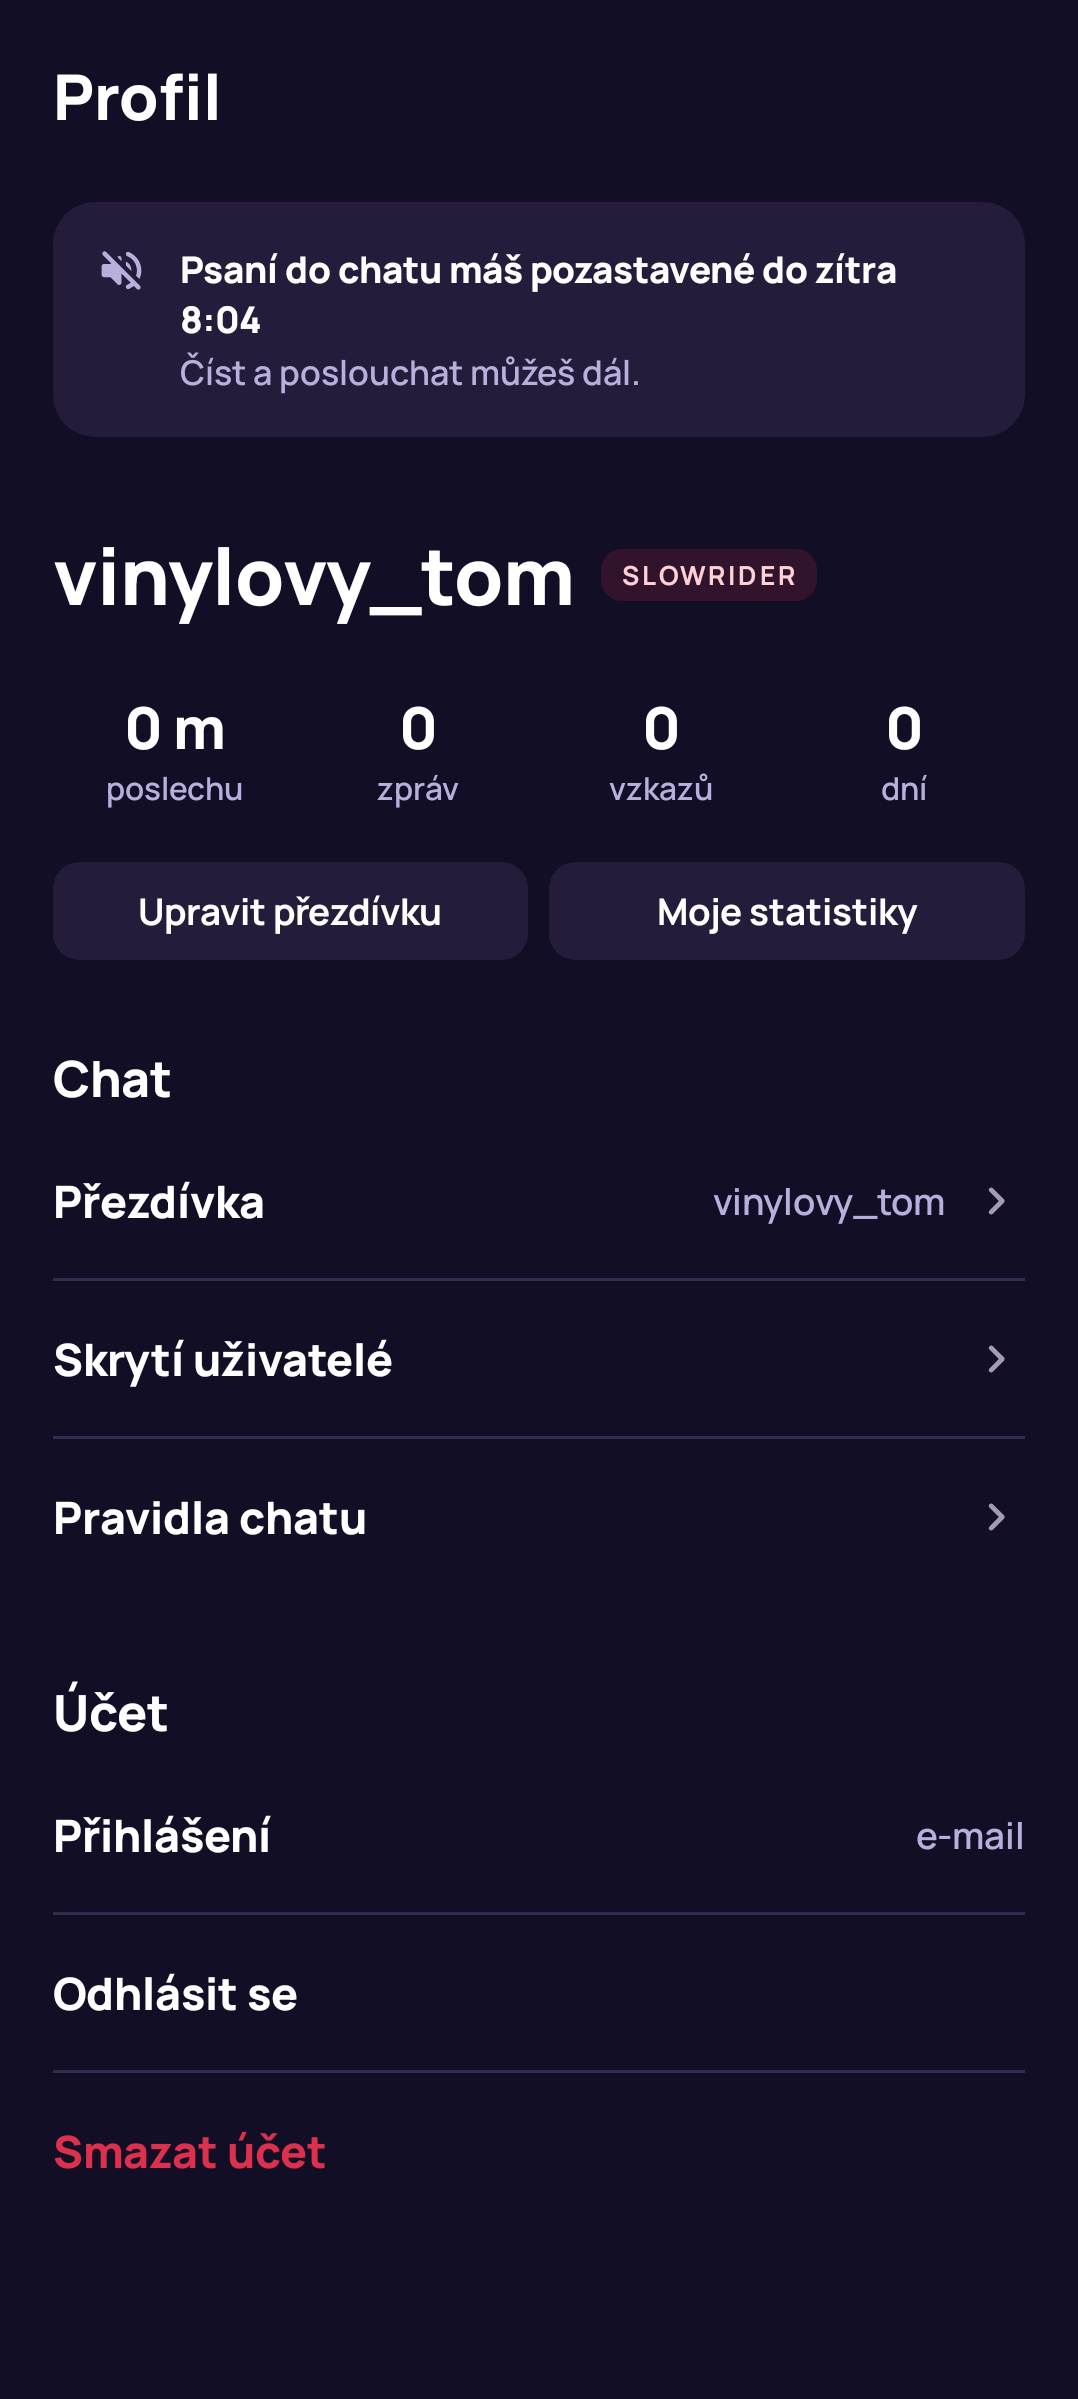 Profil
Psaní do chatu máš pozastavené do zítra
8:04
Číst a poslouchat můžeš dál.
vinylovy_tom SLOWRIDER
0 m 0 0 0
poslechu zpráv vzkazů dní
Upravit přezdívku Moje statistiky
Chat
Přezdívka vinylovy_tom
Skrytí uživatelé
Pravidla chatu
Účet
Přihlášení e-mail
Odhlásit se
Smazat účet